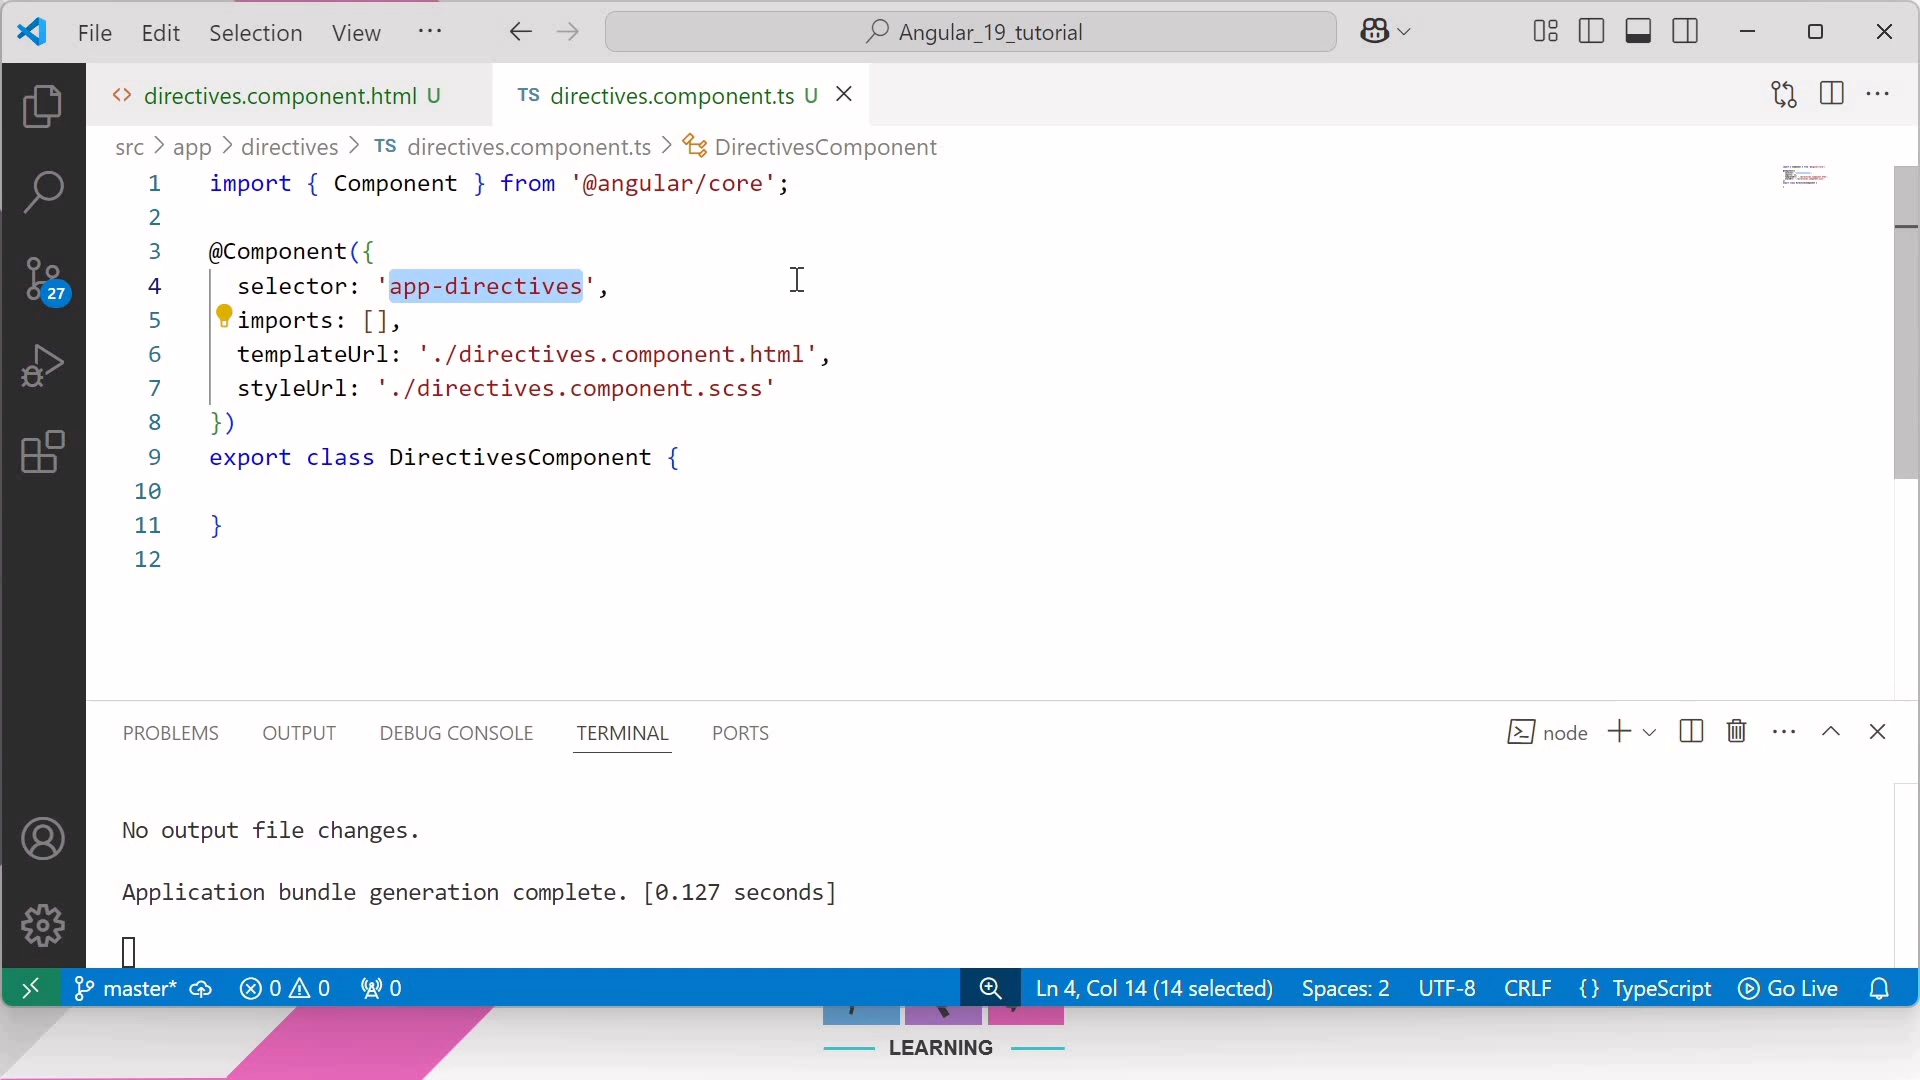 File Edit Selection View ... Angular_19_tutorial
directives.component.html U TS directives.component.ts U
src > app > directives > TS directives.component.ts > DirectivesComponent
1 import { Component } from '@angular/core';
2
3 @Component({
4 selector: 'app-directives',
5 imports: [],
6 templateUrl: './directives.component.html',
7 styleUrl: './directives.component.scss'
8 })
9 export class DirectivesComponent {
10
11 }
12
27
PROBLEMS OUTPUT DEBUG CONSOLE TERMINAL PORTS node
No output file changes.
Application bundle generation complete. [0.127 seconds]
master* 0 0 0 Ln 4, Col 14 (14 selected) Spaces: 2 UTF-8 CRLF {} TypeScript Go Live
LEARNING